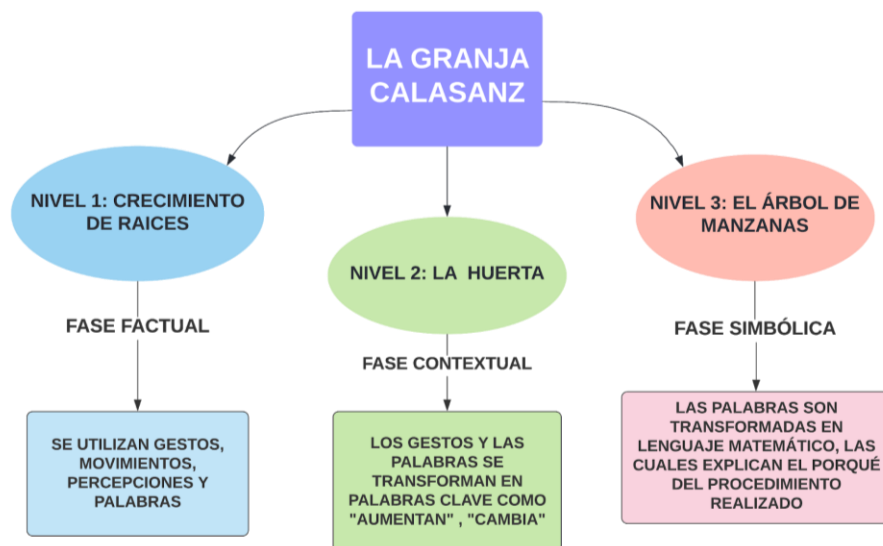 LA GRANJA
CALASANZ
NIVEL 1: CRECIMIENTO
DE RAICES
NIVEL 2: LA HUERTA
NIVEL 3: EL ÁRBOL DE
MANZANAS
FASE FACTUAL
FASE CONTEXTUAL
FASE SIMBÓLICA
SE UTILIZAN GESTOS,
MOVIMIENTOS,
PERCEPCIONES Y
PALABRAS
LOS GESTOS Y LAS
PALABRAS SE
TRANSFORMAN EN
PALABRAS CLAVE COMO
"AUMENTAN" , "CAMBIA"
LAS PALABRAS SON
TRANSFORMADAS EN
LENGUAJE MATEMÁTICO, LAS
CUALES EXPLICAN EL PORQUÉ
DEL PROCEDIMIENTO
REALIZADO